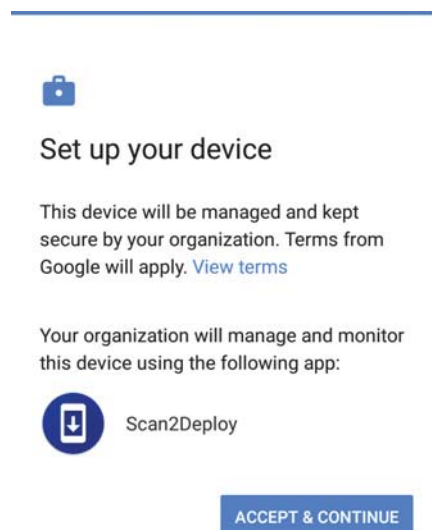 Set up your device
This device will be managed and kept
secure by your organization. Terms from
Google will apply. View terms
Your organization will manage and monitor
this device using the following app:
Scan2Deploy
ACCEPT & CONTINUE